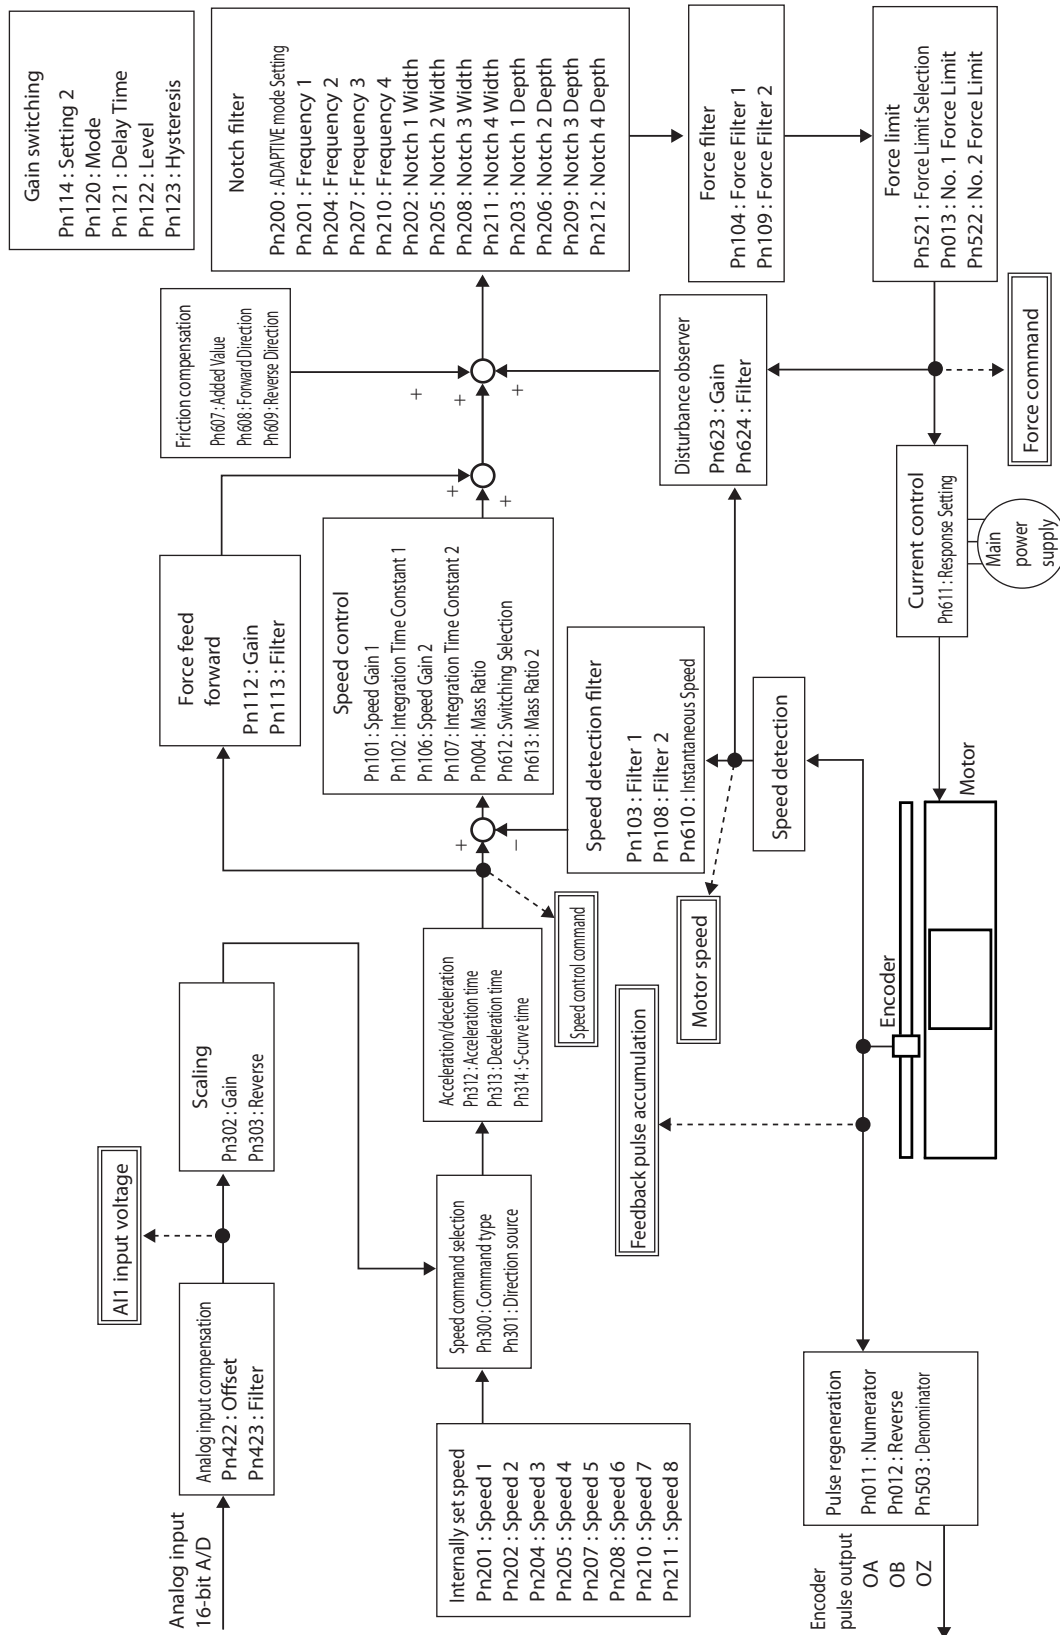 Analog input
16-bit A/D
Analog input compensation
Pn422 : Offset
Pn423 : Filter
AI1 input voltage
Scaling
Pn302 : Gain
Pn303 : Reverse
Internally set speed
Pn201 : Speed 1
Pn202 : Speed 2
Pn204 : Speed 3
Pn205 : Speed 4
Pn207 : Speed 5
Pn208 : Speed 6
Pn210 : Speed 7
Pn211 : Speed 8
Speed command selection
Pn300 : Command type
Pn301 : Direction source
Acceleration/deceleration
Pn312 : Acceleration time
Pn313 : Deceleration time
Pn314 : S-curve time
Speed control command
Force feed
forward
Pn112 : Gain
Pn113 : Filter
+
−
Speed control
Pn101 : Speed Gain 1
Pn102 : Integration Time Constant 1
Pn106 : Speed Gain 2
Pn107 : Integration Time Constant 2
Pn004 : Mass Ratio
Pn612 : Switching Selection
Pn613 : Mass Ratio 2
+
+
Friction compensation
Pn607 : Added Value
Pn608 : Forward Direction
Pn609 : Reverse Direction
+
+
+
Gain switching
Pn114 : Setting 2
Pn120 : Mode
Pn121 : Delay Time
Pn122 : Level
Pn123 : Hysteresis
Notch filter
Pn200 : ADAPTIVE mode Setting
Pn201 : Frequency 1
Pn204 : Frequency 2
Pn207 : Frequency 3
Pn210 : Frequency 4
Pn202 : Notch 1 Width
Pn205 : Notch 2 Width
Pn208 : Notch 3 Width
Pn211 : Notch 4 Width
Pn203 : Notch 1 Depth
Pn206 : Notch 2 Depth
Pn209 : Notch 3 Depth
Pn212 : Notch 4 Depth
Force filter
Pn104 : Force Filter 1
Pn109 : Force Filter 2
Force limit
Pn521 : Force Limit Selection
Pn013 : No. 1 Force Limit
Pn522 : No. 2 Force Limit
Disturbance observer
Pn623 : Gain
Pn624 : Filter
Force command
Speed detection filter
Pn103 : Filter 1
Pn108 : Filter 2
Pn610 : Instantaneous Speed
Motor speed
Speed detection
Feedback pulse accumulation
Current control
Pn611 : Response Setting
Main
power
supply
Encoder
Motor
Pulse regeneration
Pn011 : Numerator
Pn012 : Reverse
Pn503 : Denominator
Encoder
pulse output
OA
OB
OZ